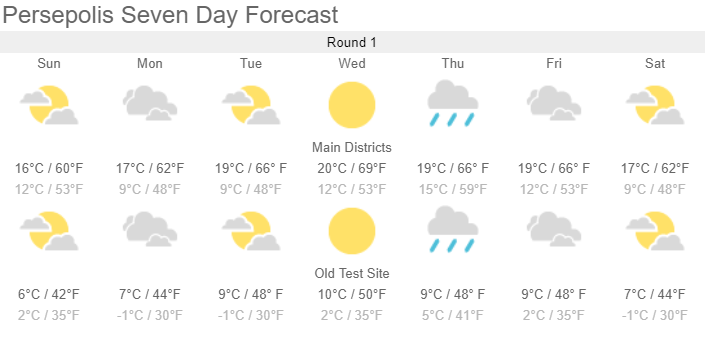 Persepolis Seven Day Forecast
Round 1
Sun Mon Tue Wed Thu Fri Sat
Main Districts
16°C / 60°F 17°C / 62°F 19°C / 66° F 20°C / 69°F 19°C / 66° F 19°C / 66° F 17°C / 62°F
12°C / 53°F 9°C / 48°F 9°C / 48°F 12°C / 53°F 15°C / 59°F 12°C / 53°F 9°C / 48°F
Old Test Site
6°C / 42°F 7°C / 44°F 9°C / 48° F 10°C / 50°F 9°C / 48° F 9°C / 48° F 7°C / 44°F
2°C / 35°F -1°C / 30°F -1°C / 30°F 2°C / 35°F 5°C / 41°F 2°C / 35°F -1°C / 30°F